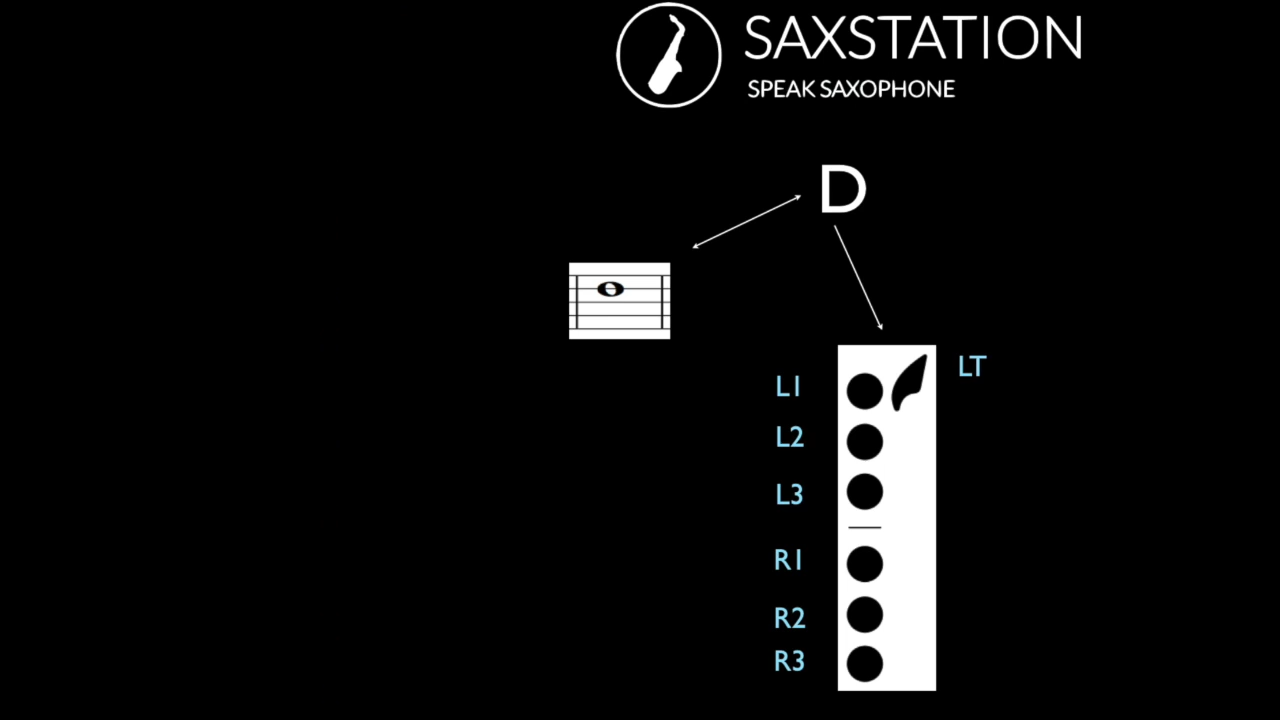 SAXSTATION
SPEAK SAXOPHONE
D
LT
L1
L2
L3
R1
R2
R3